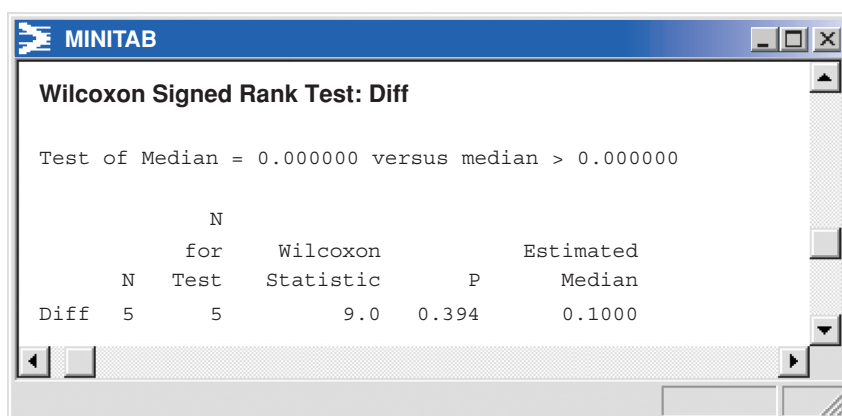 MINITAB
Wilcoxon Signed Rank Test: Diff
Test of Median = 0.000000 versus median > 0.000000
N
for Wilcoxon Estimated
N Test Statistic P Median
Diff 5 5 9.0 0.394 0.1000